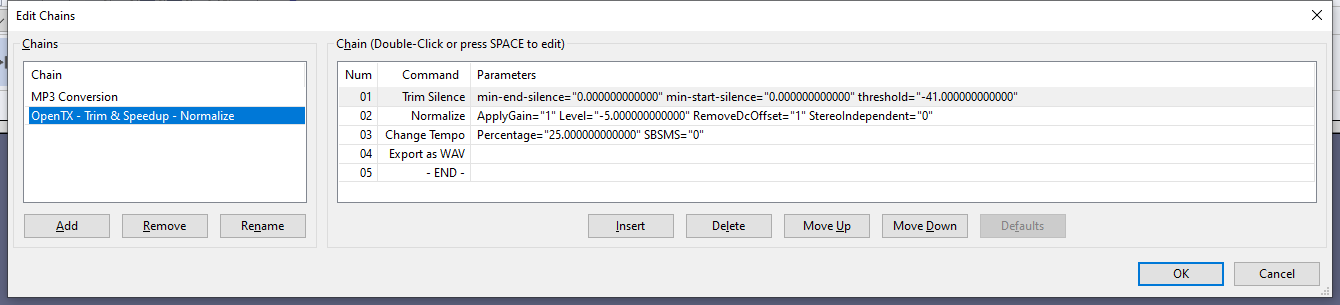 Edit Chains
Chains
Chain (Double-Click or press SPACE to edit)
Chain
MP3 Conversion
OpenTX - Trim & Speedup - Normalize
Num Command Parameters
01 Trim Silence min-end-silence="0.000000000000" min-start-silence="0.000000000000" threshold="-41.000000000000"
02 Normalize ApplyGain="1" Level="-5.000000000000" RemoveDcOffset="1" StereoIndependent="0"
03 Change Tempo Percentage="25.000000000000" SBSMS="0"
04 Export as WAV
05 - END -
Add Remove Rename
Insert Delete Move Up Move Down Defaults
OK Cancel